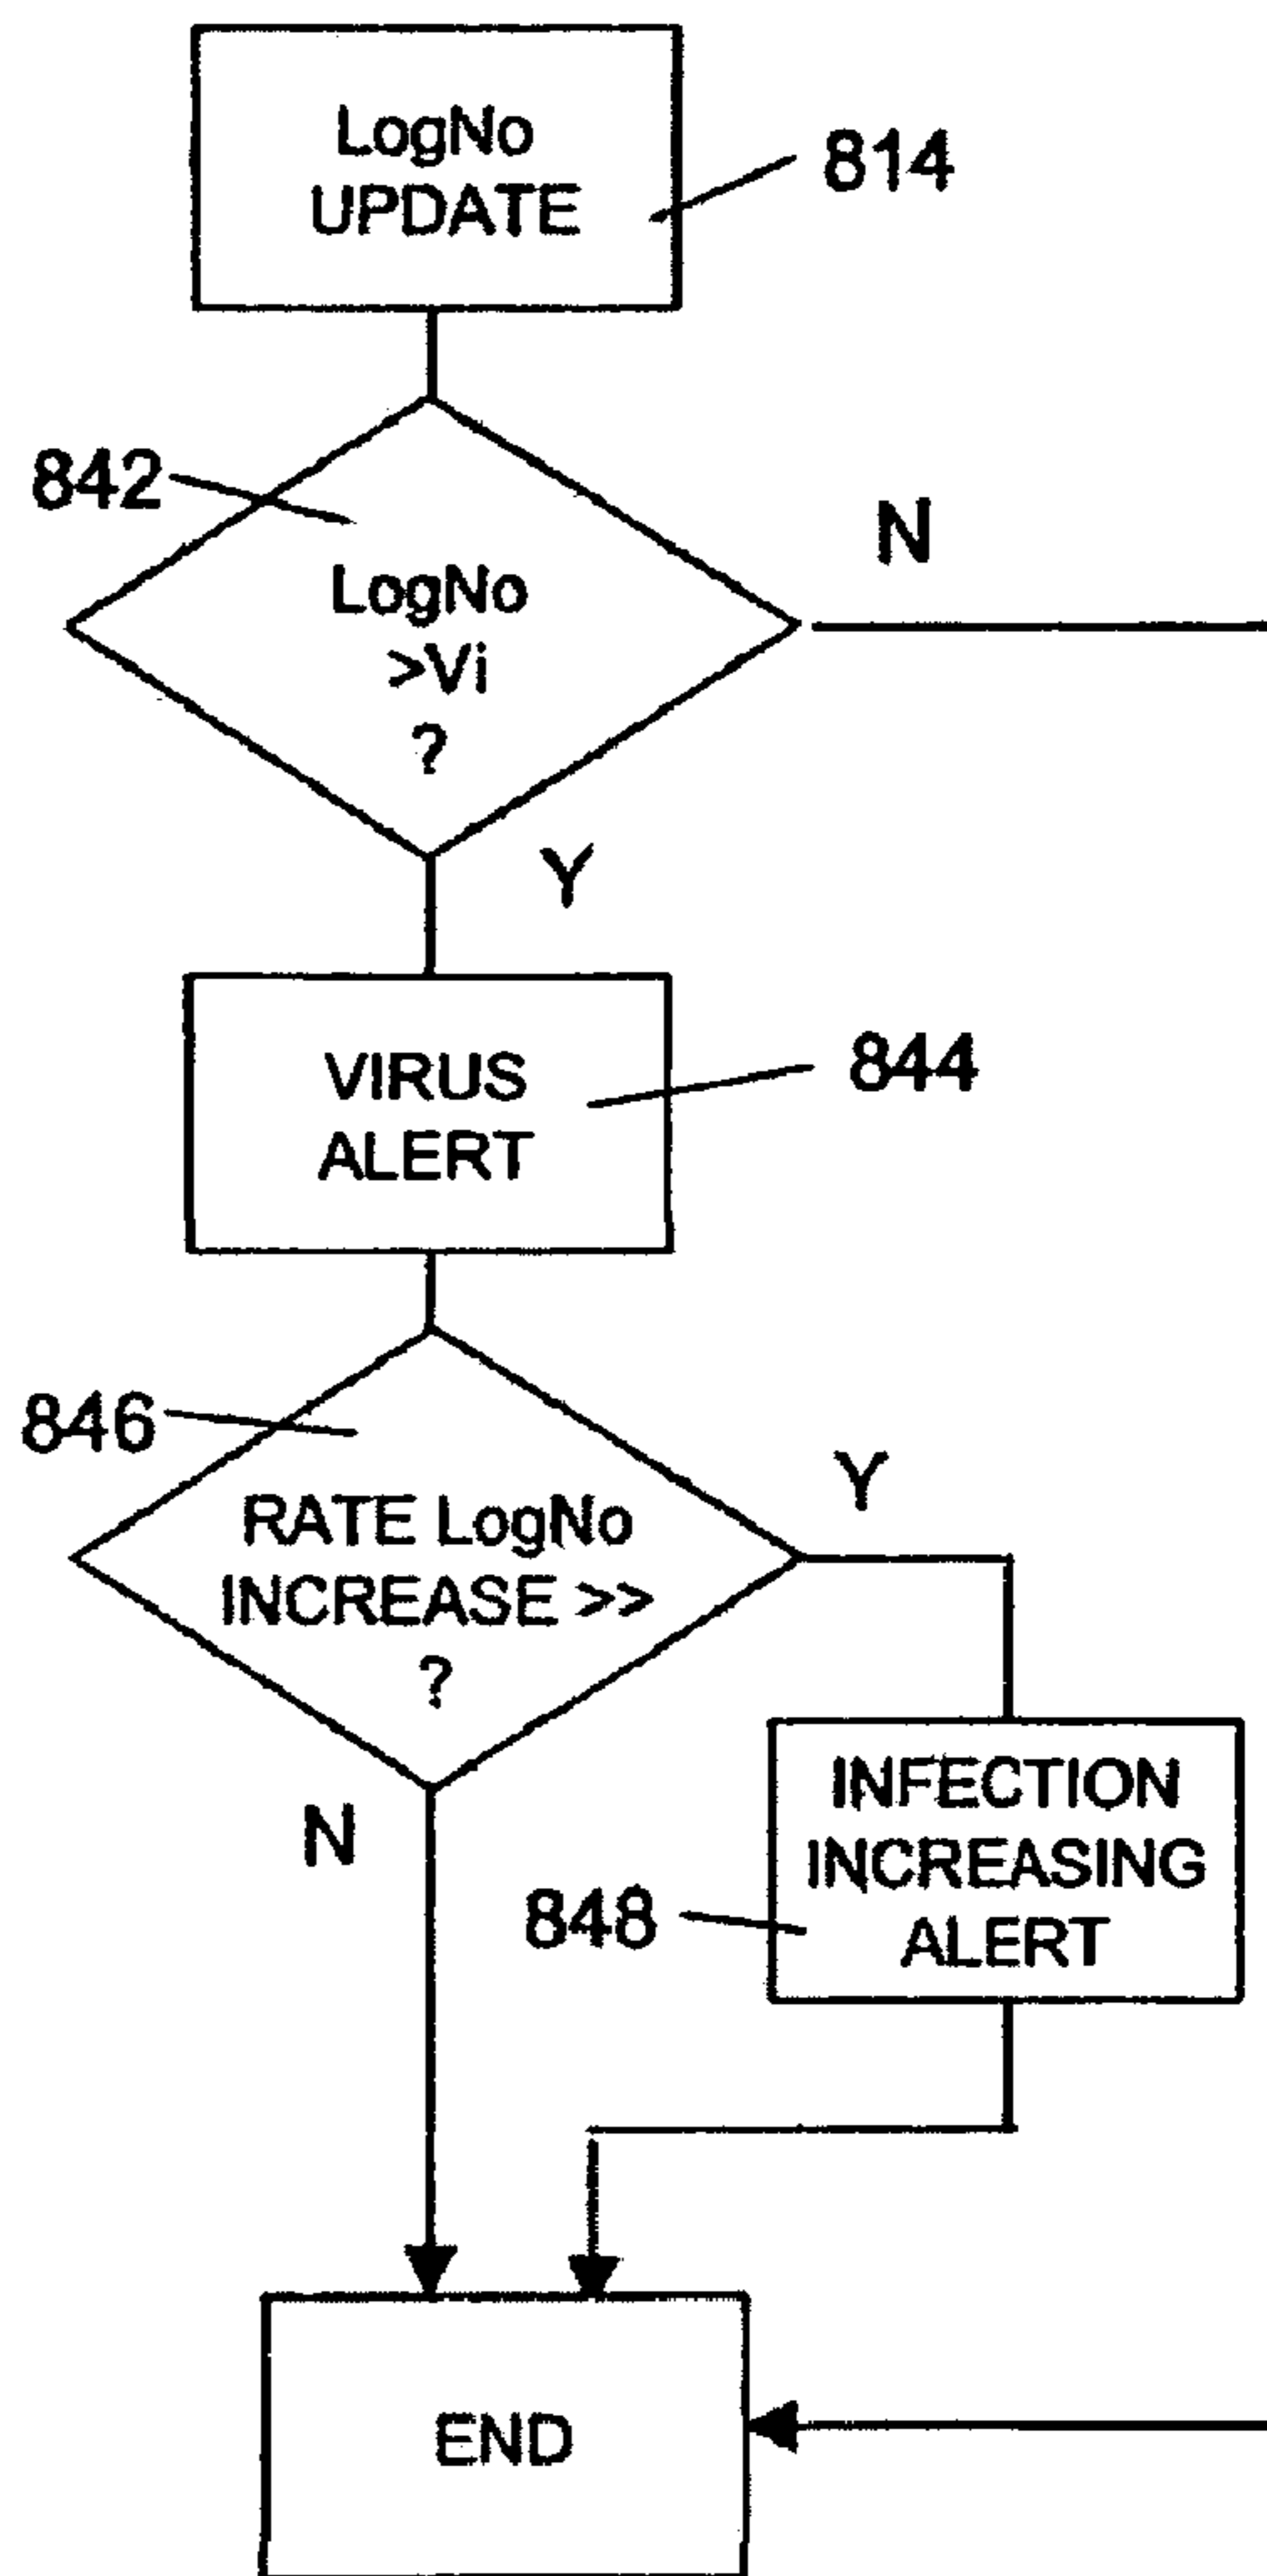 LogNo
UPDATE
814
842
LogNo
>Vi
?
N
Y
VIRUS
ALERT
844
846
RATE LogNo
INCREASE >>
?
Y
N
INFECTION
INCREASING
ALERT
848
END